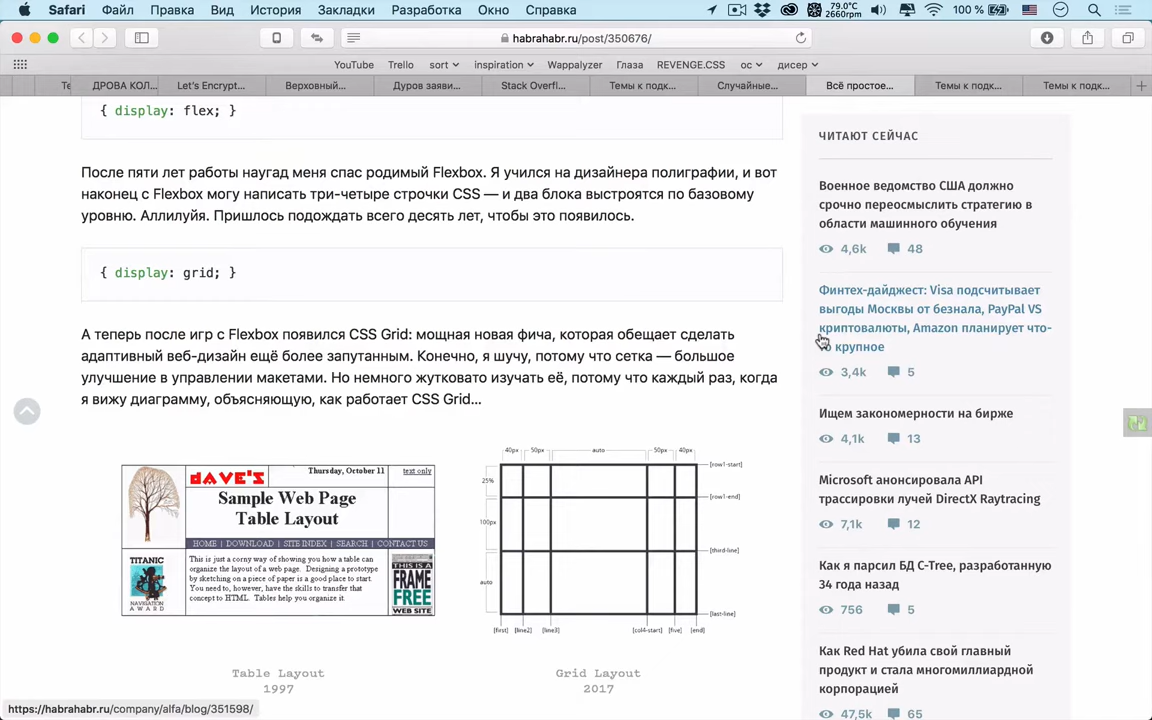 Safari Файл Правка Вид История Закладки Разработка Окно Справка 79.0°C 2660rpm 100 %
habrahabr.ru/post/350676/
YouTube Trello sort inspiration Wappalyzer Глаза REVENGE.CSS ос дисер
Те ДРОВА КОЛ... Let's Encrypt... Верховный... Дуров заяви... Stack Overfl... Темы к подк... Случайные... Всё простое... Темы к подк... Темы к подк...
{ display: flex; }
После пяти лет работы наугад меня спас родимый Flexbox. Я учился на дизайнера полиграфии, и вот
наконец с Flexbox могу написать три-четыре строчки CSS — и два блока выстроятся по базовому
уровню. Аллилуйя. Пришлось подождать всего десять лет, чтобы это появилось.
{ display: grid; }
А теперь после игр с Flexbox появился CSS Grid: мощная новая фича, которая обещает сделать
адаптивный веб-дизайн ещё более запутанным. Конечно, я шучу, потому что сетка — большое
улучшение в управлении макетами. Но немного жутковато изучать её, потому что каждый раз, когда
я вижу диаграмму, объясняющую, как работает CSS Grid...
DAVE'S
Thursday, October 11
text only
Sample Web Page
Table Layout
HOME | DOWNLOAD | SITE INDEX | SEARCH | CONTACT US
TITANIC
NAVIGATION
AWARD
This is just a corny way of showing you how a table can
organize the layout of a web page. Designing a prototype
by sketching on a piece of paper is a good place to start.
You need to, however, have the skills to transfer that
concept to HTML. Tables help you organize it.
THIS IS A
FRAME
FREE
WEB SITE
40px 50px auto 50px 40px
25%
100px
auto
[row1-start]
[row1-end]
[third-line]
[last-line]
[first] [line2] [line3] [col4-start] [five] [end]
Table Layout
1997
Grid Layout
2017
ЧИТАЮТ СЕЙЧАС
Военное ведомство США должно
срочно переосмыслить стратегию в
области машинного обучения
4,6k 48
Финтех-дайджест: Visa подсчитывает
выгоды Москвы от безнала, PayPal VS
криптовалюты, Amazon планирует что-
крупное
3,4k 5
Ищем закономерности на бирже
4,1k 13
Microsoft анонсировала API
трассировки лучей DirectX Raytracing
7,1k 12
Как я парсил БД C-Tree, разработанную
34 года назад
756 5
Как Red Hat убила свой главный
продукт и стала многомиллиардной
корпорацией
47,5k 65
https://habrahabr.ru/company/alfa/blog/351598/